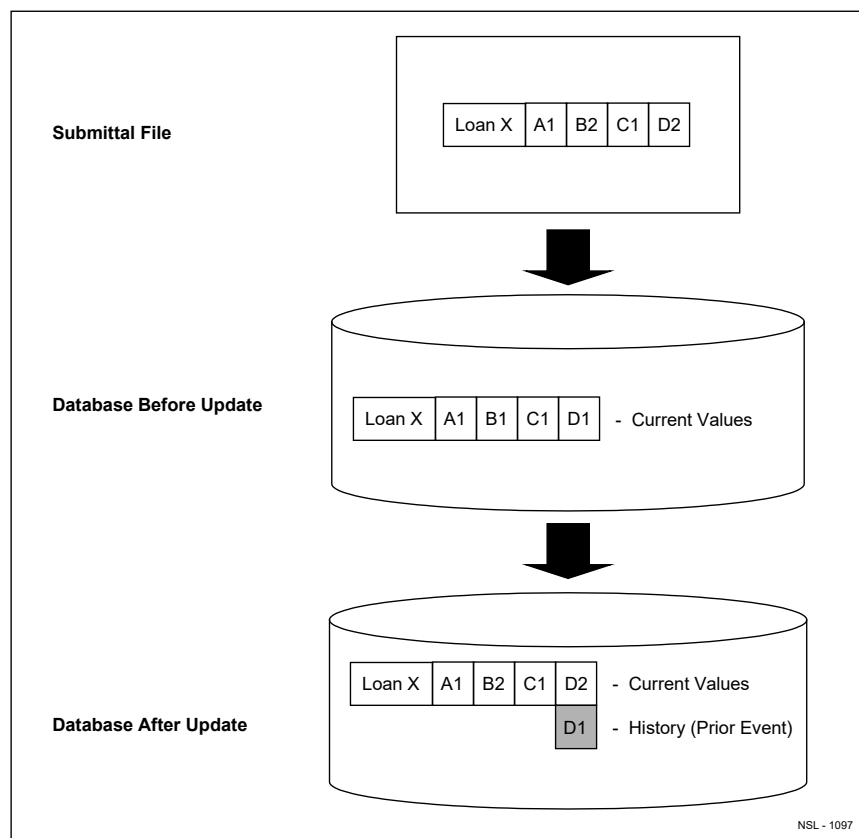 Submittal File
Loan X A1 B2 C1 D2
Database Before Update
Loan X A1 B1 C1 D1 - Current Values
Loan X A1 B2 C1 D2 - Current Values
Database After Update
D1 - History (Prior Event)
NSL - 1097